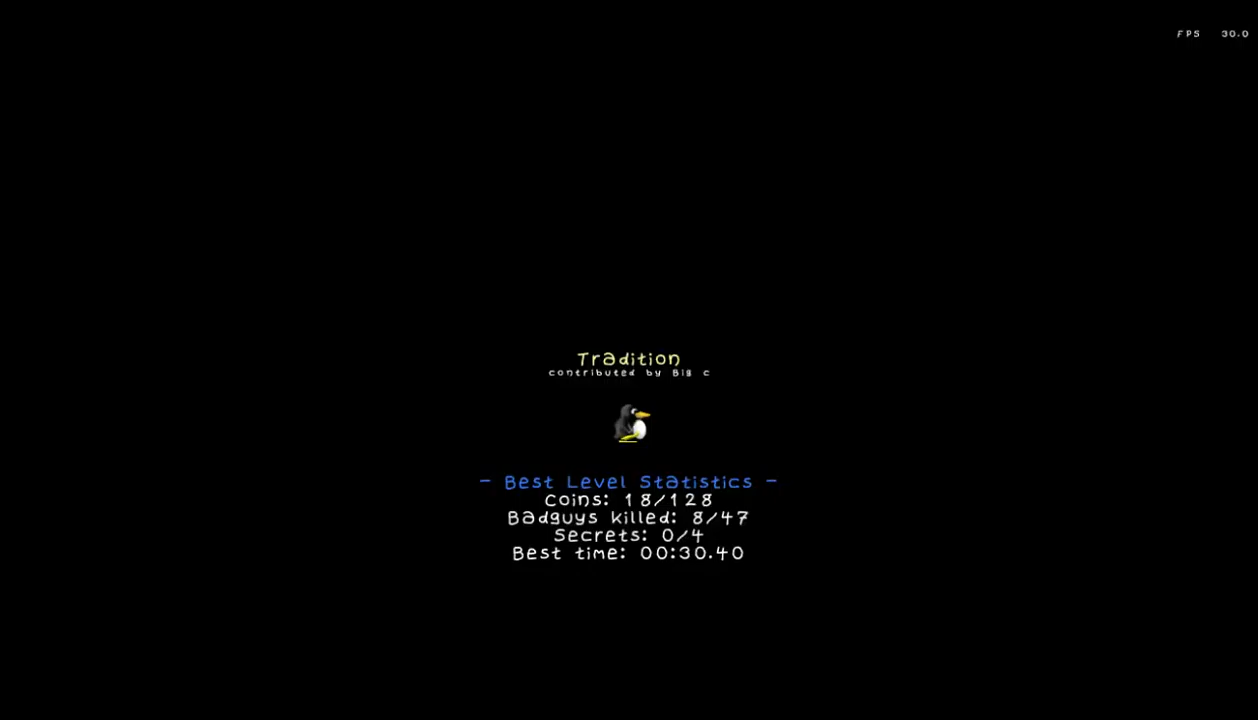 FPS 30.0
Tradition
contributed by Big c
- Best Level Statistics -
Coins: 18/128
Badguys killed: 8/47
Secrets: 0/4
Best time: 00:30.40